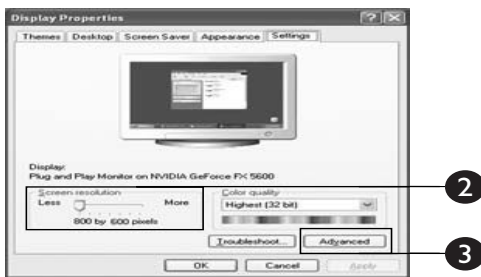 Display Properties
Themes Desktop Screen Saver Appearance Settings
Display:
Plug and Play Monitor on NVIDIA GeForce FX 5600
Screen resolution
Less More
800 by 600 pixels
Color quality
Highest (32 bit)
2
Troubleshoot... Advanced
3
OK Cancel Apply